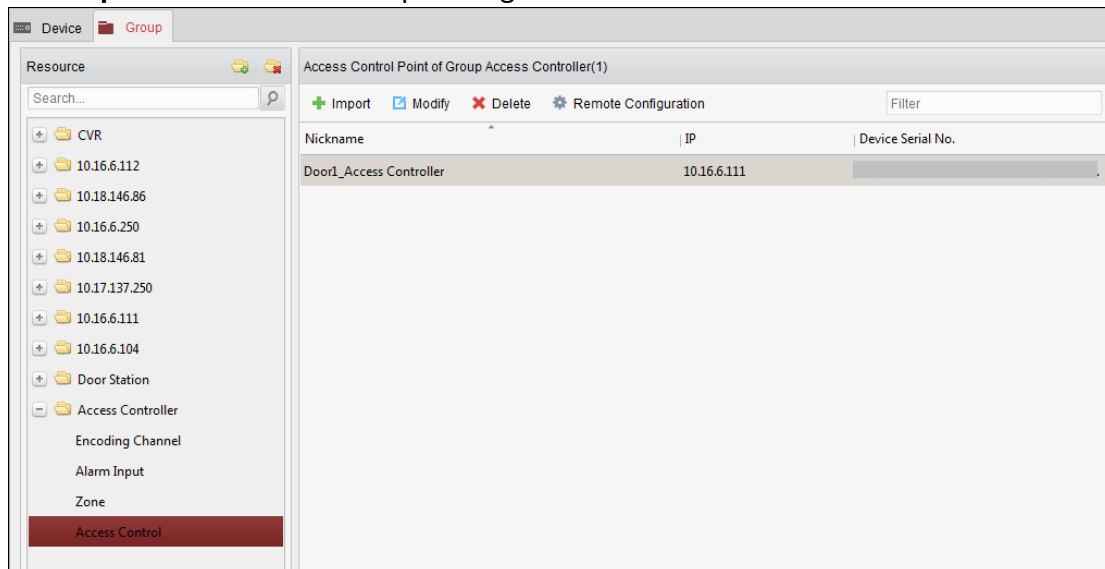 Device Group
Resource
Search...
CVR
10.16.6.112
10.18.146.86
10.16.6.250
10.18.146.81
10.17.137.250
10.16.6.111
10.16.6.104
Door Station
Access Controller
Encoding Channel
Alarm Input
Zone
Access Control
Access Control Point of Group Access Controller(1)
Import Modify Delete Remote Configuration Filter
Nickname IP Device Serial No.
Door1_Access Controller 10.16.6.111